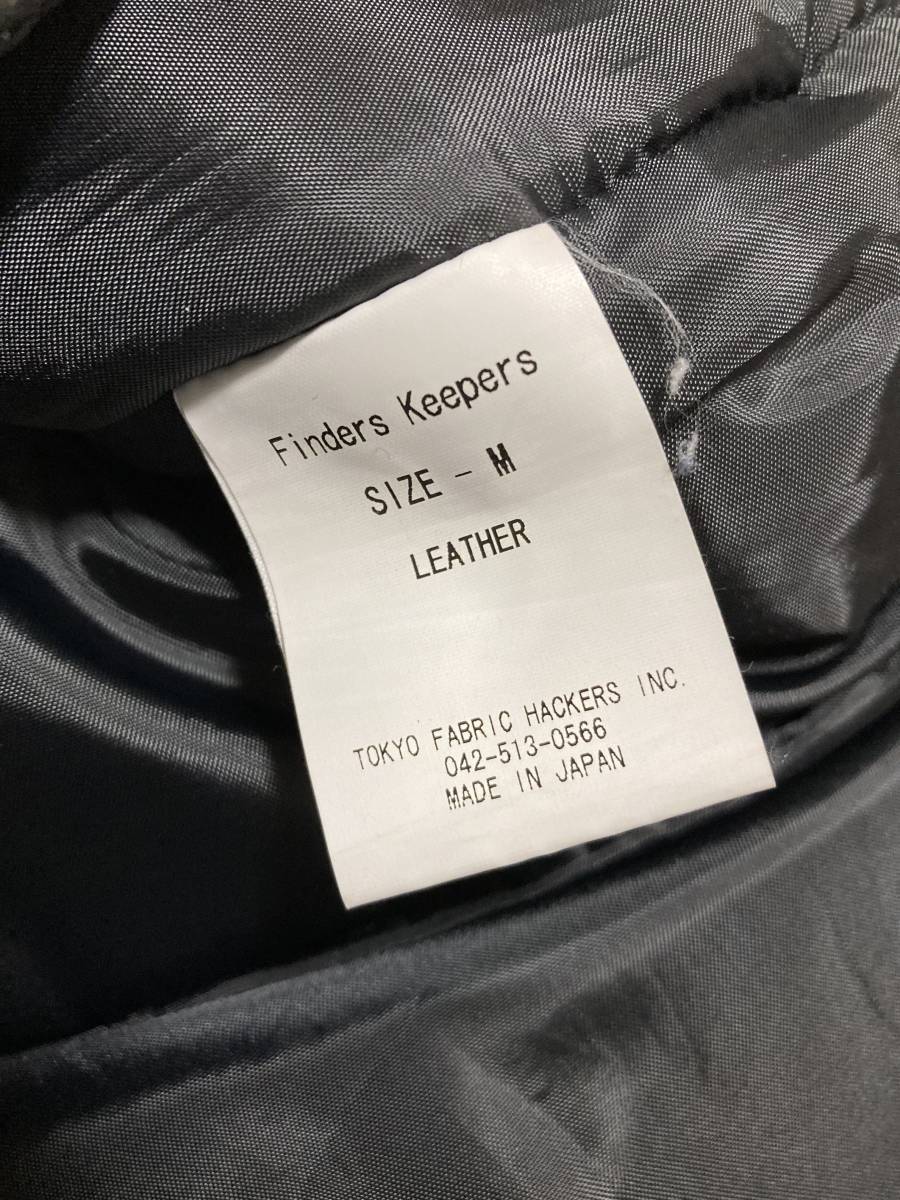 Finders Keepers
SIZE - M
LEATHER
TOKYO FABRIC HACKERS INC.
042-513-0566
MADE IN JAPAN